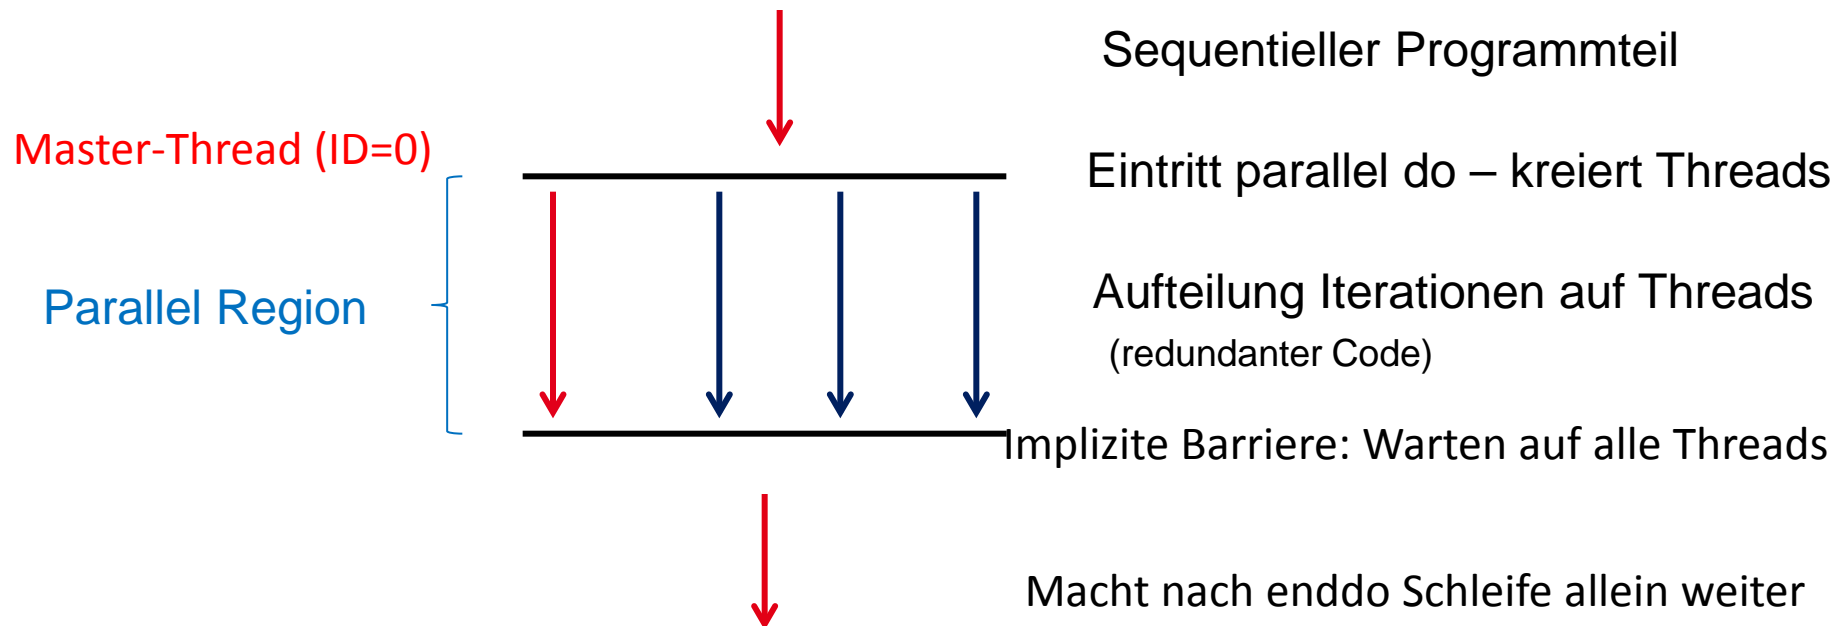 Sequentieller Programmteil
Master-Thread (ID=0)
Eintritt parallel do – kreiert Threads
Parallel Region
Aufteilung Iterationen auf Threads
(redundanter Code)
Implizite Barriere: Warten auf alle Threads
Macht nach enddo Schleife allein weiter